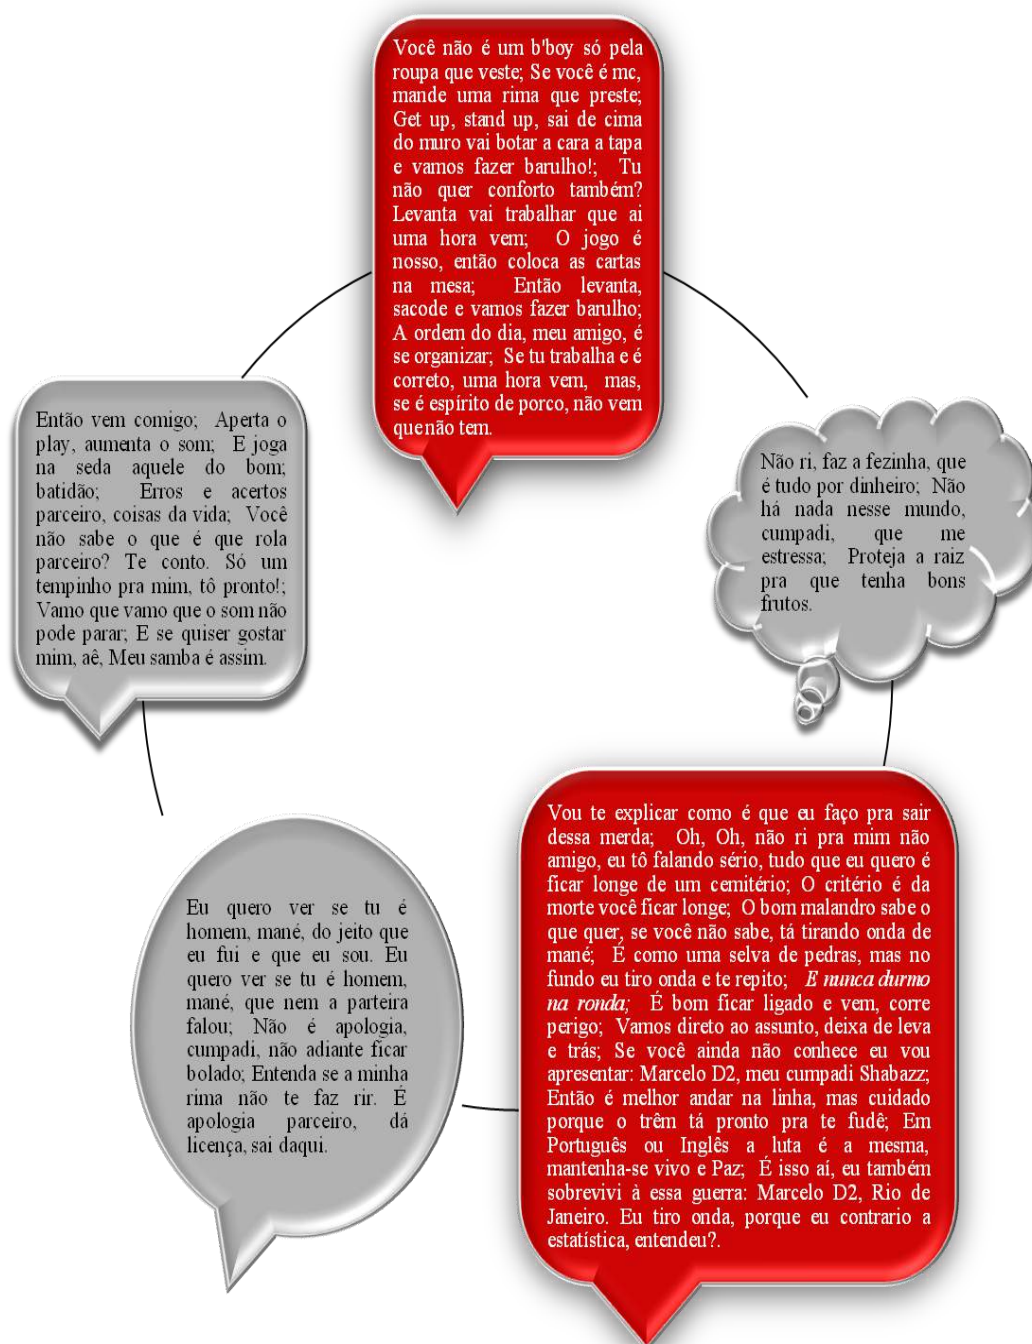 Você não é um b'boy só pela
roupa que veste; Se você é mc,
mande uma rima que preste;
Get up, stand up, sai de cima
do muro vai botar a cara a tapa
e vamos fazer barulho!; Tu
não quer conforto também?
Levanta vai trabalhar que ai
uma hora vem; O jogo é
nosso, então coloca as cartas
na mesa; Então levanta,
sacode e vamos fazer barulho;
A ordem do dia, meu amigo, é
se organizar; Se tu trabalha e é
correto, uma hora vem, mas,
se é espírito de porco, não vem
que não tem.
Não ri, faz a fezinha, que
é tudo por dinheiro; Não
há nada nesse mundo,
cumpadi, que me
estressa; Proteja a raiz
pra que tenha bons
frutos.
Vou te explicar como é que eu faço pra sair
dessa merda; Oh, Oh, não ri pra mim não
amigo, eu tô falando sério, tudo que eu quero é
ficar longe de um cemitério; O critério é da
morte você ficar longe; O bom malandro sabe o
que quer, se você não sabe, tá tirando onda de
mané; É como uma selva de pedras, mas no
fundo eu tiro onda e te repito; E nunca durmo
na ronda; É bom ficar ligado e vem, corre
perigo; Vamos direto ao assunto, deixa de leva
e trás; Se você ainda não conhece eu vou
apresentar: Marcelo D2, meu cumpadi Shabazz;
Então é melhor andar na linha, mas cuidado
porque o trêm tá pronto pra te fudê; Em
Português ou Inglês a luta é a mesma,
mantenha-se vivo e Paz; É isso aí, eu também
sobrevivi à essa guerra: Marcelo D2, Rio de
Janeiro. Eu tiro onda, porque eu contrario a
estatística, entendeu?.
Eu quero ver se tu é
homem, mané, do jeito que
eu fui e que eu sou. Eu
quero ver se tu é homem,
mané, que nem a parteira
falou; Não é apologia,
cumpadi, não adiante ficar
bolado; Entenda se a minha
rima não te faz rir. É
apologia parceiro, dá
licença, sai daqui.
Então vem comigo; Aperta o
play, aumenta o som; E joga
na seda aquele do bom;
batidão; Erros e acertos
parceiro, coisas da vida; Você
não sabe o que é que rola
parceiro? Te conto. Só um
tempinho pra mim, tô pronto!;
Vamo que vamo que o som não
pode parar; E se quiser gostar
mim, aê, Meu samba é assim.